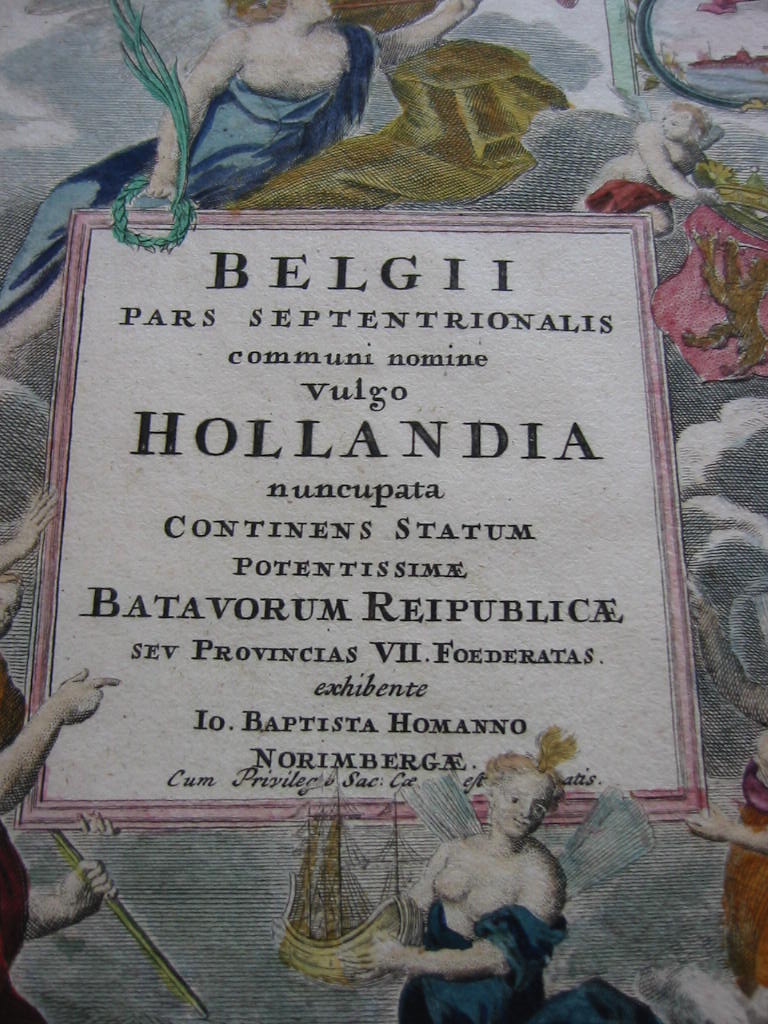 BELGII
PARS SEPTENTRIONALIS
communi nomine
Vulgo
HOLLANDIA
nuncupata
CONTINENS STATUM
POTENTISSIMÆ
BATAVORUM REIPUBLICÆ
SEV PROVINCIAS VII. FOEDERATAS.
exhibente
IO. BAPTISTA HOMANNO
NORIMBERGÆ.
Cum Sac: